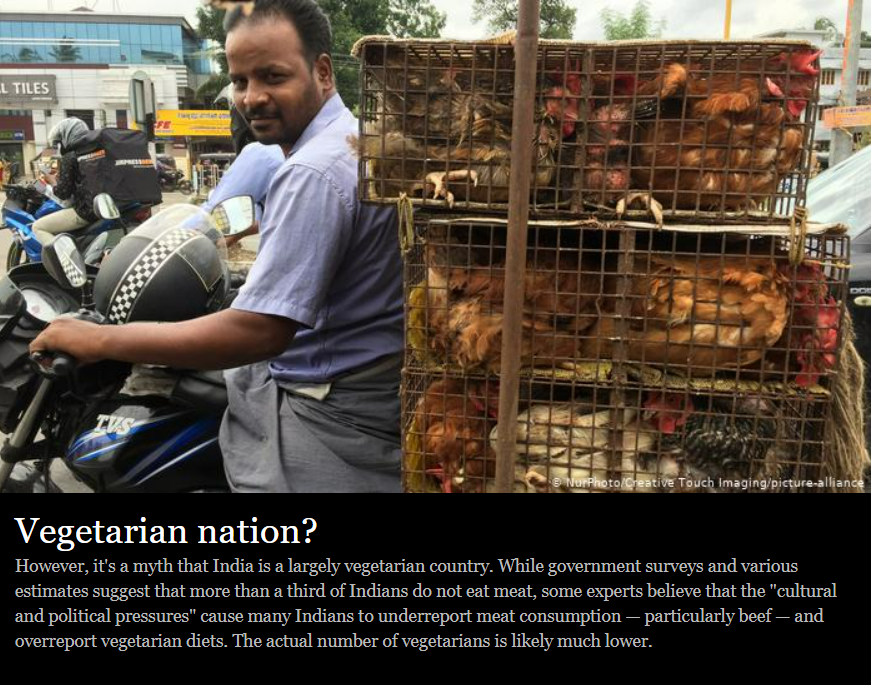 L TILES
TVS
© NurPhoto/Creative Touch Imaging/picture-alliance
Vegetarian nation?
However, it's a myth that India is a largely vegetarian country. While government surveys and various
estimates suggest that more than a third of Indians do not eat meat, some experts believe that the "cultural
and political pressures" cause many Indians to underreport meat consumption — particularly beef — and
overreport vegetarian diets. The actual number of vegetarians is likely much lower.